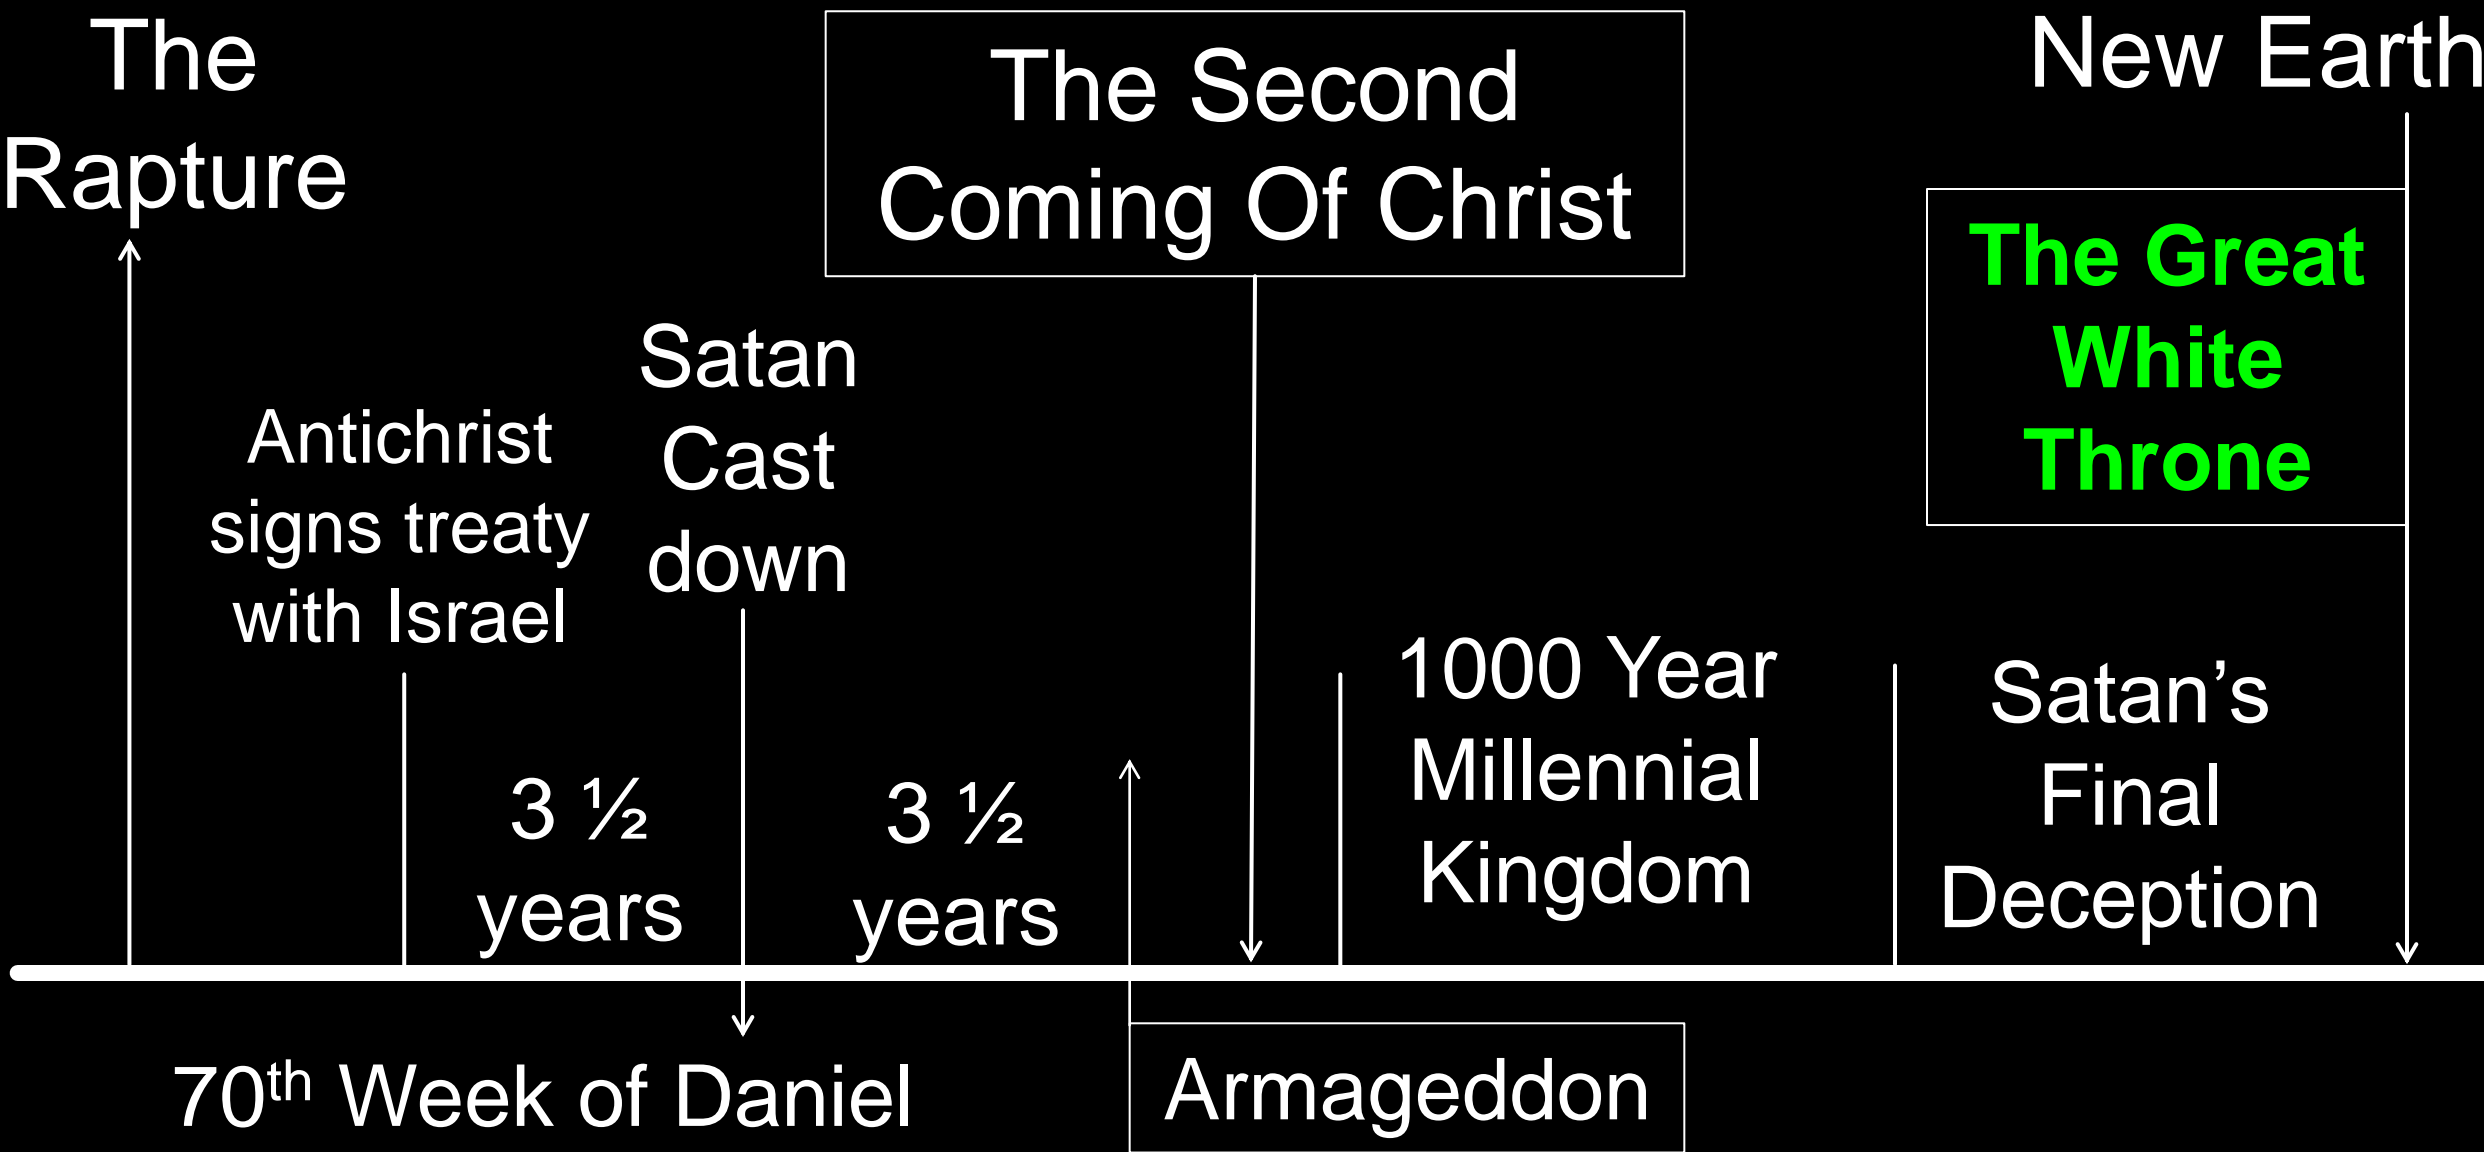 The
Rapture
The Second
Coming Of Christ
New Earth
The Great
White
Throne
Antichrist
signs treaty
with Israel
Satan
Cast
down
3 ½
years
3 ½
years
1000 Year
Millennial
Kingdom
Satan’s
Final
Deception
70th Week of Daniel
Armageddon